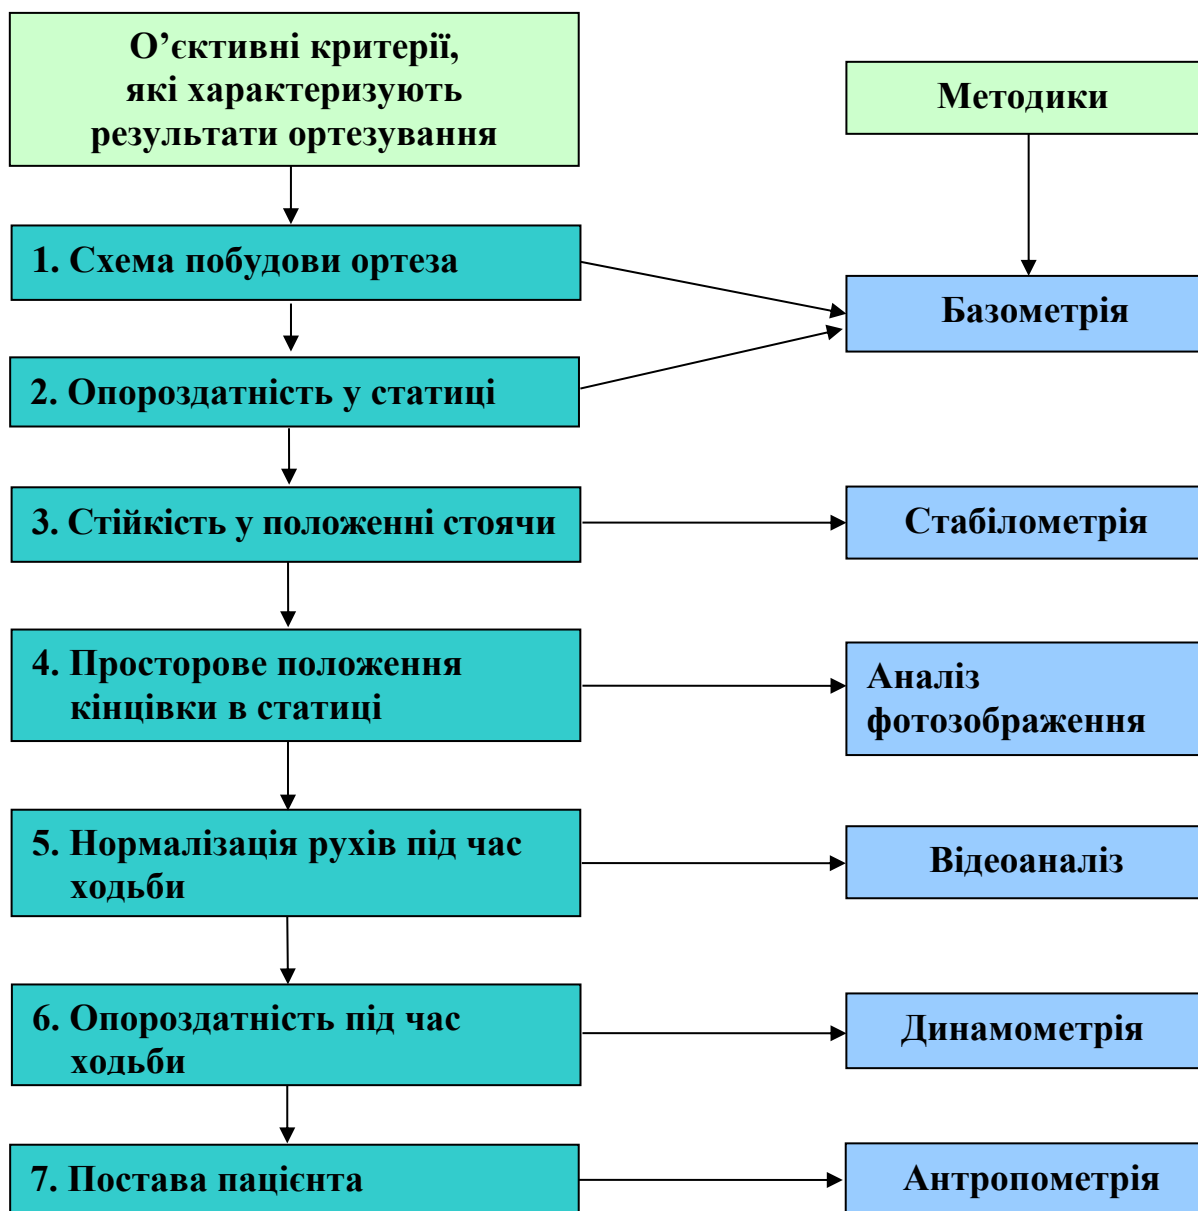 О’єктивні критерії,
які характеризують
результати ортезування
Методики
1. Схема побудови ортеза
Базометрія
2. Опороздатність у статиці
3. Стійкість у положенні стоячи
Стабілометрія
4. Просторове положення
кінцівки в статиці
Аналіз
фотозображення
5. Нормалізація рухів під час
ходьби
Відеоаналіз
6. Опороздатність під час
ходьби
Динамометрія
7. Постава пацієнта
Антропометрія